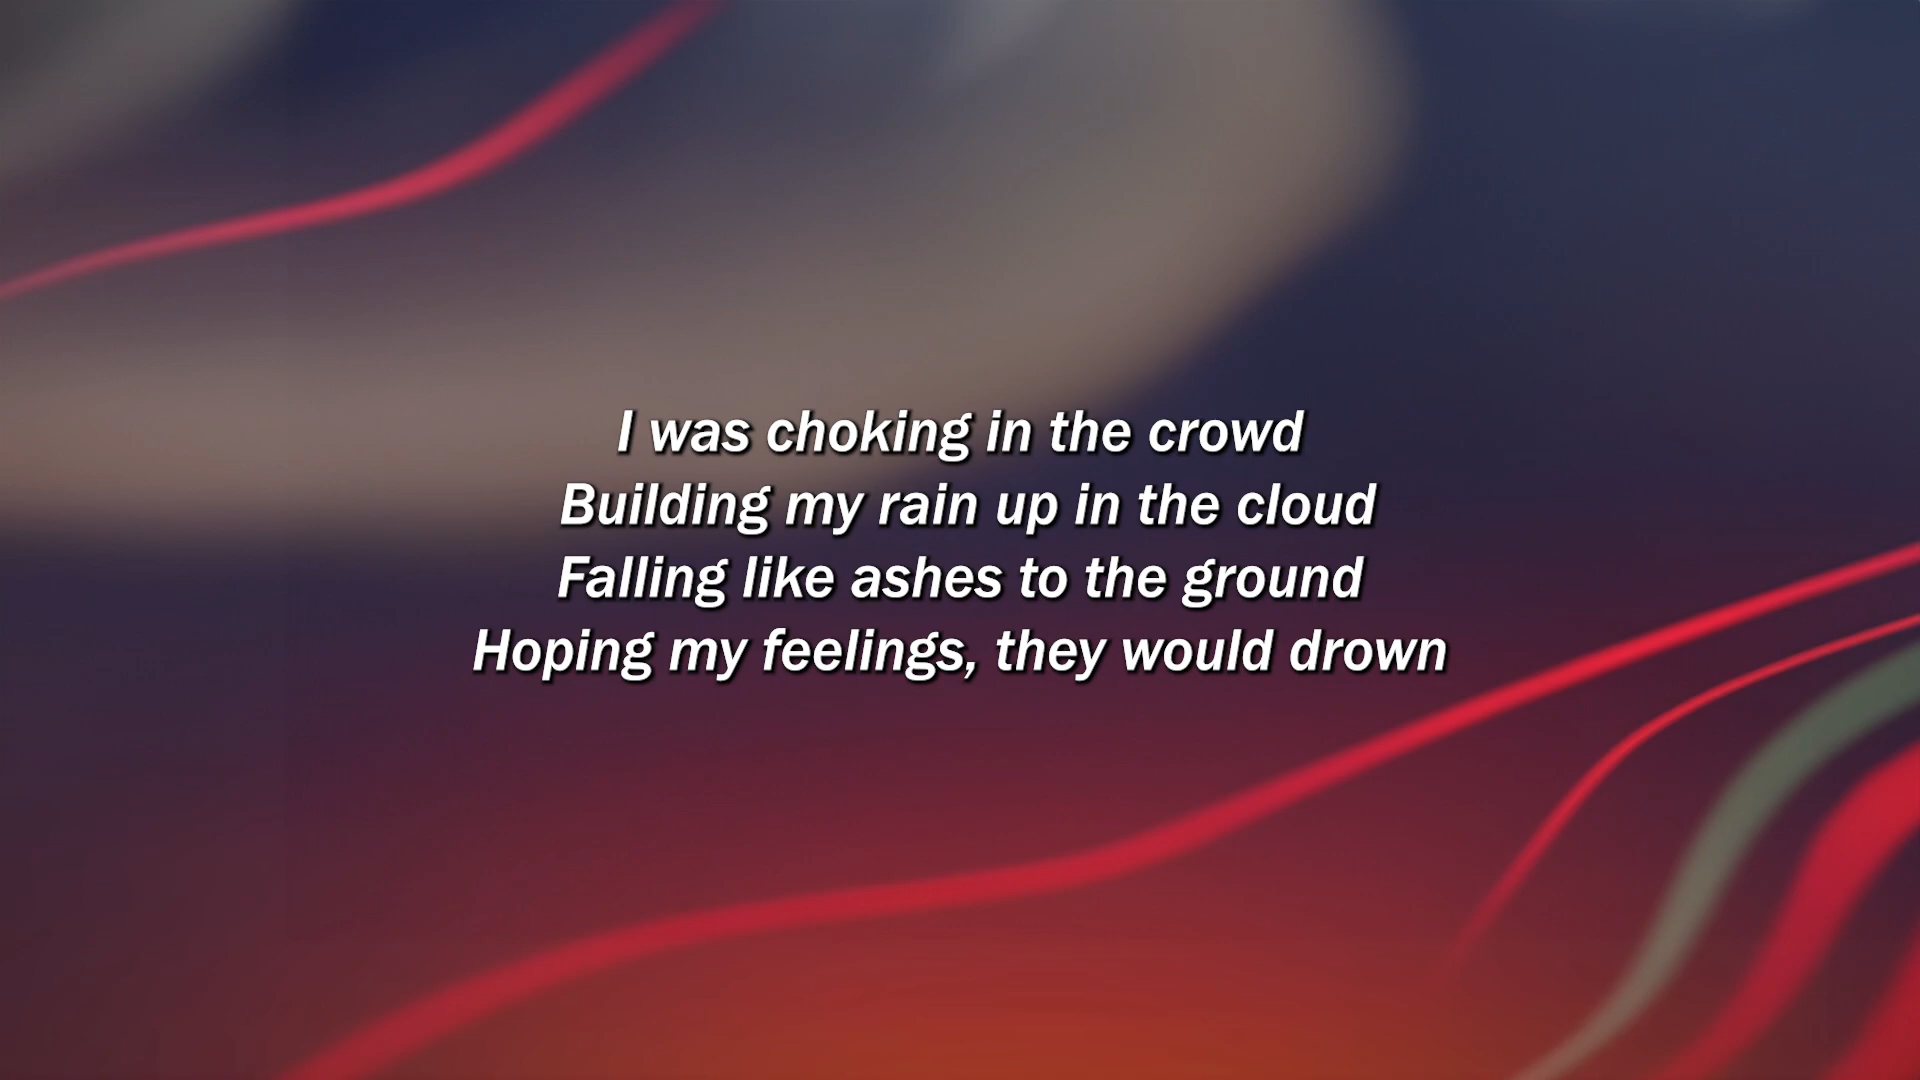 I was choking in the crowd
Building my rain up in the cloud
Falling like ashes to the ground
Hoping my feelings, they would drown